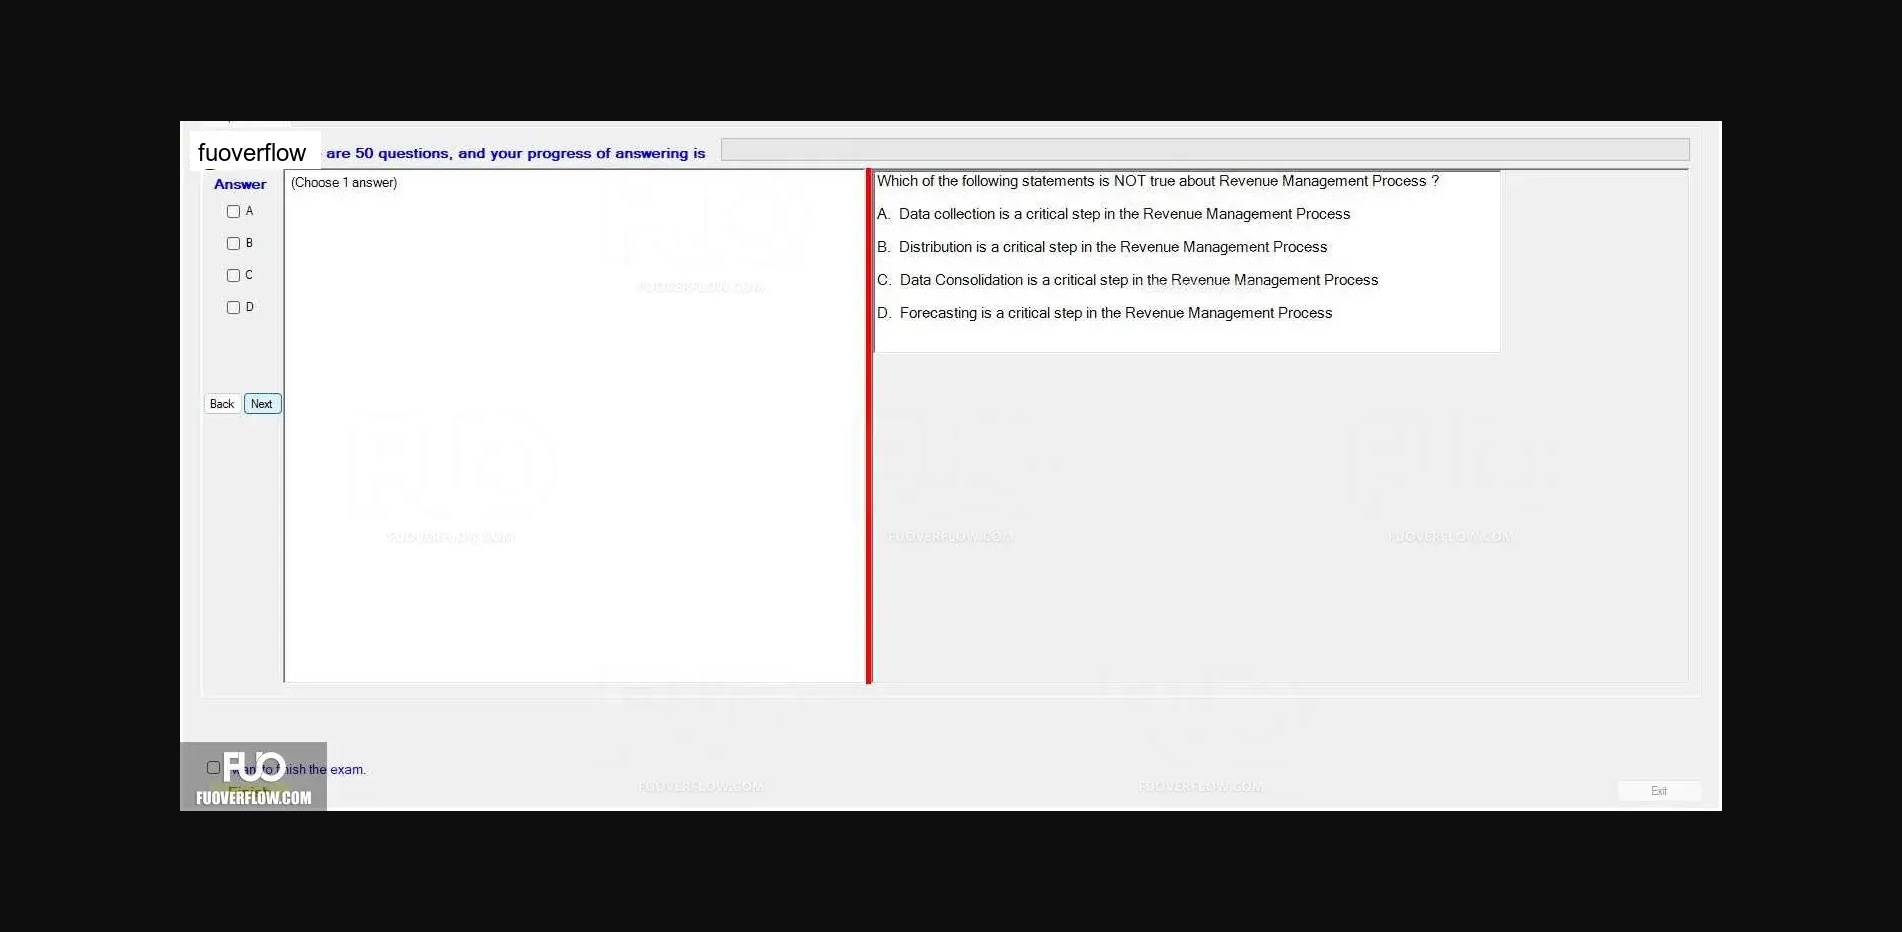 fuoverflow
are 50 questions, and your progress of answering is
Answer
(Choose 1 answer)
A
B
C
D
Back Next
Which of the following statements is NOT true about Revenue Management Process ?
A. Data collection is a critical step in the Revenue Management Process
B. Distribution is a critical step in the Revenue Management Process
C. Data Consolidation is a critical step in the Revenue Management Process
D. Forecasting is a critical step in the Revenue Management Process
FUOVERFLOW.COM
FUOVERFLOW.COM
FUOVERFLOW.COM
FUOVERFLOW.COM
FUO
to finish the exam.
FUOVERFLOW.COM
FUOVERFLOW.COM
FUOVERFLOW.COM
Exit